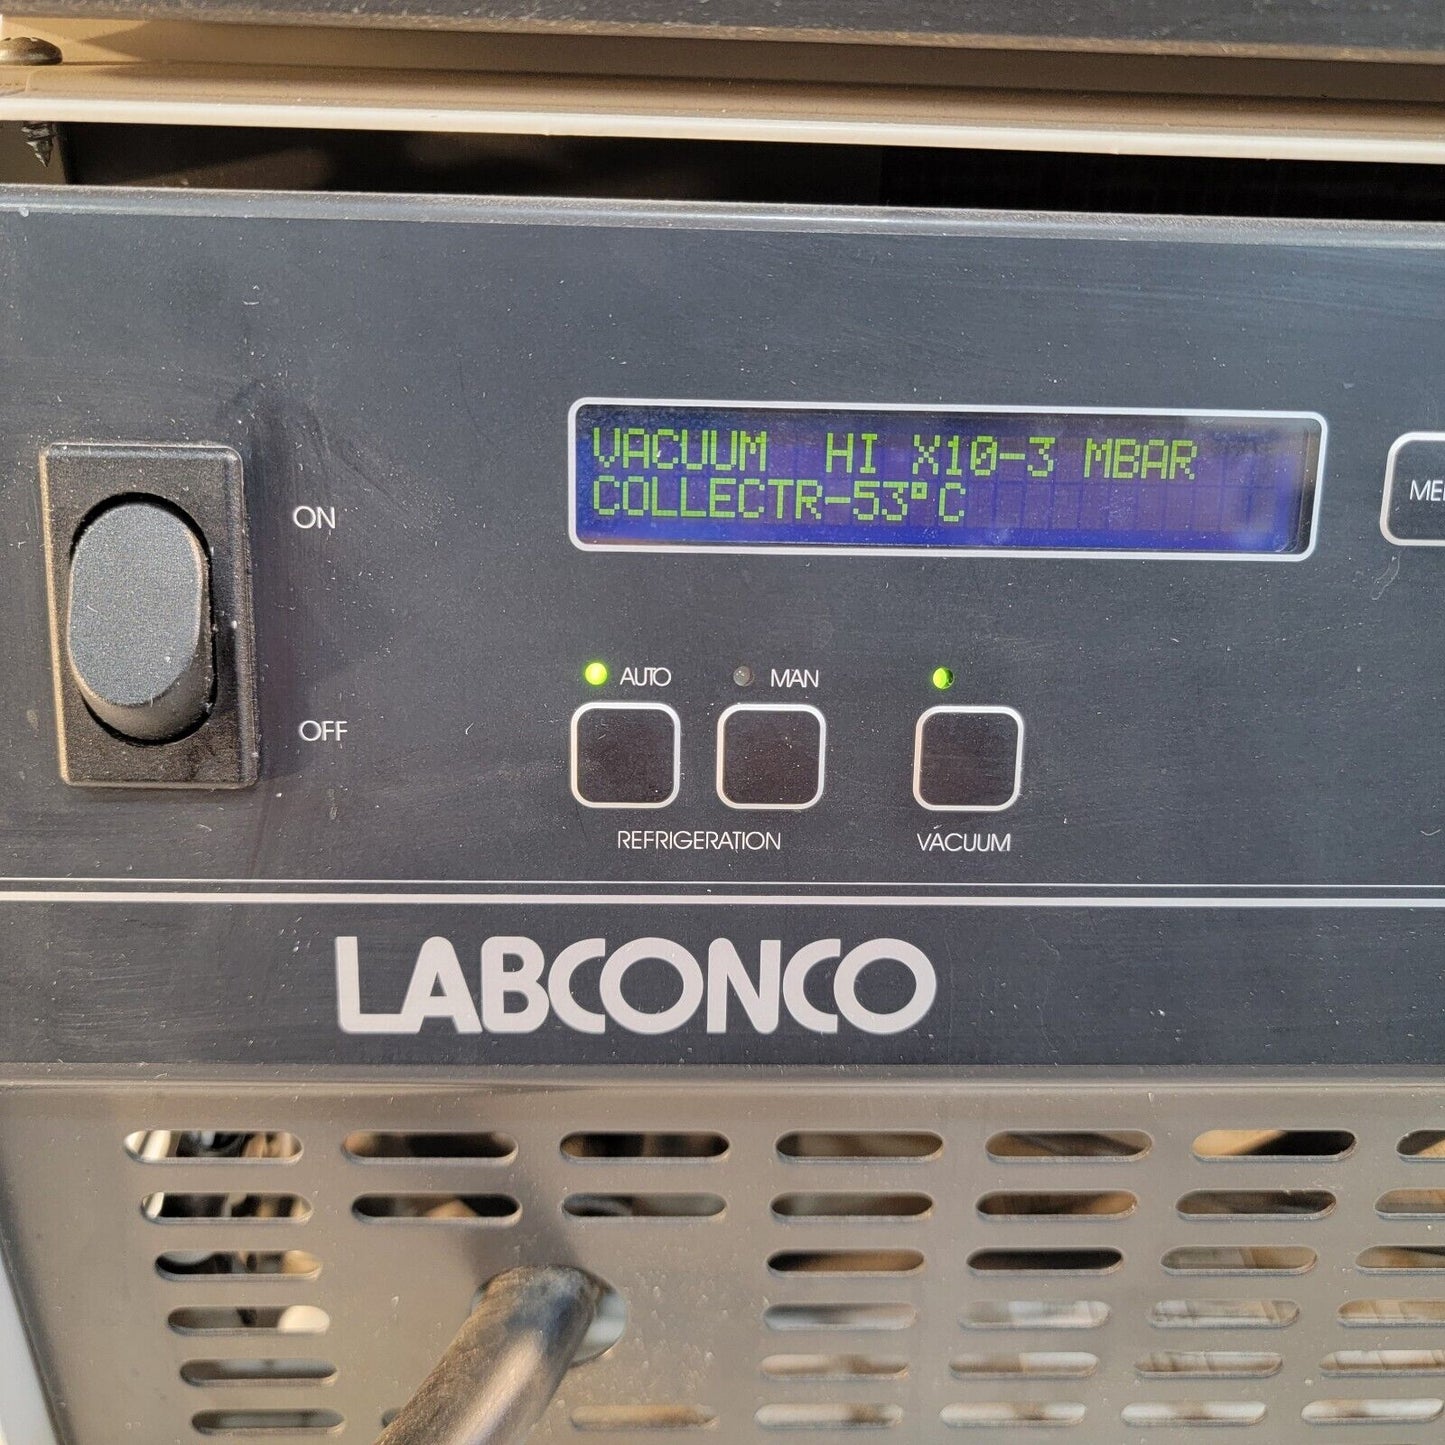 VACUUM HI X10-3 MBAR
COLLECTR-53°C
ON
OFF
AUTO MAN
REFRIGERATION VACUUM
LABCONCO